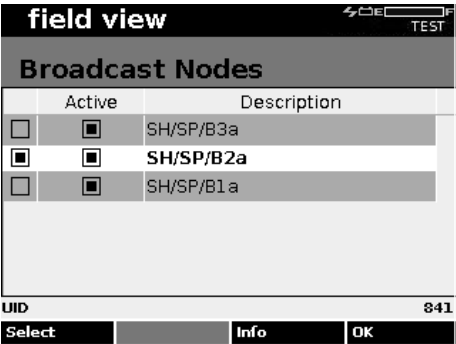 field view
E F
TEST
Broadcast Nodes
Active Description
SH/SP/B3a
SH/SP/B2a
SH/SP/B1a
UID 841
Select Info OK